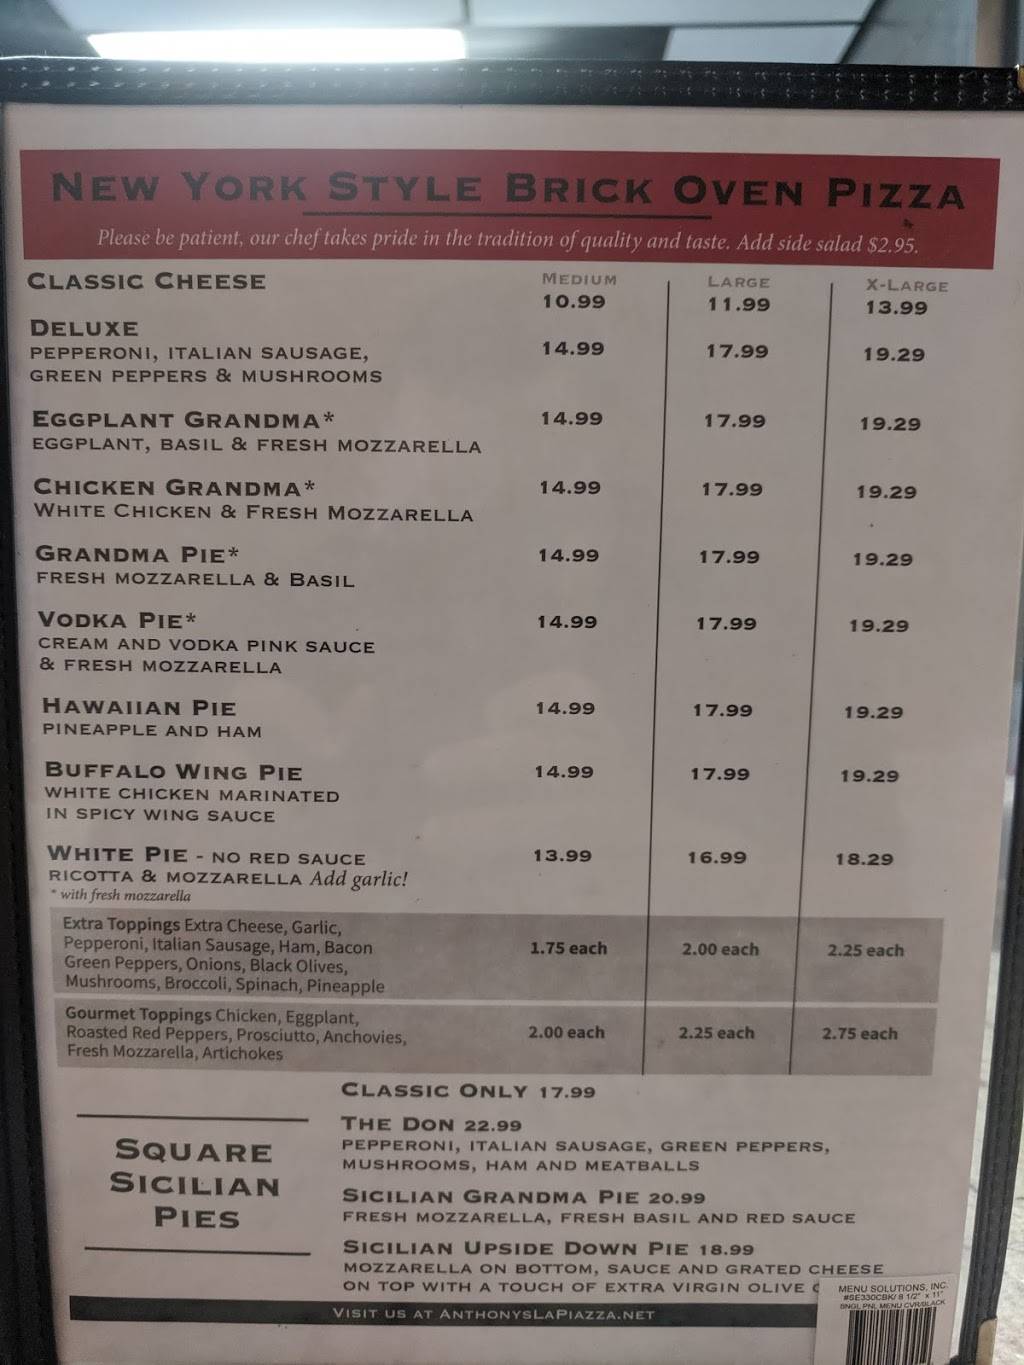 NEW YORK STYLE BRICK OVEN PIZZA
Please be patient, our chef takes pride in the tradition of quality and taste. Add side salad $2.95.
MEDIUM LARGE X-LARGE
CLASSIC CHEESE 10.99 11.99 13.99
DELUXE
PEPPERONI, ITALIAN SAUSAGE, 14.99 17.99 19.29
GREEN PEPPERS & MUSHROOMS
EGGPLANT GRANDMA* 14.99 17.99 19.29
EGGPLANT, BASIL & FRESH MOZZARELLA
CHICKEN GRANDMA* 14.99 17.99 19.29
WHITE CHICKEN & FRESH MOZZARELLA
GRANDMA PIE* 14.99 17.99 19.29
FRESH MOZZARELLA & BASIL
VODKA PIE* 14.99 17.99 19.29
CREAM AND VODKA PINK SAUCE
& FRESH MOZZARELLA
HAWAIIAN PIE 14.99 17.99 19.29
PINEAPPLE AND HAM
BUFFALO WING PIE 14.99 17.99 19.29
WHITE CHICKEN MARINATED
IN SPICY WING SAUCE
WHITE PIE - NO RED SAUCE 13.99 16.99 18.29
RICOTTA & MOZZARELLA Add garlic!
* with fresh mozzarella
Extra Toppings Extra Cheese, Garlic,
Pepperoni, Italian Sausage, Ham, Bacon 1.75 each 2.00 each 2.25 each
Green Peppers, Onions, Black Olives,
Mushrooms, Broccoli, Spinach, Pineapple
Gourmet Toppings Chicken, Eggplant,
Roasted Red Peppers, Prosciutto, Anchovies, 2.00 each 2.25 each 2.75 each
Fresh Mozzarella, Artichokes
SQUARE
SICILIAN
PIES
CLASSIC ONLY 17.99
THE DON 22.99
PEPPERONI, ITALIAN SAUSAGE, GREEN PEPPERS,
MUSHROOMS, HAM AND MEATBALLS
SICILIAN GRANDMA PIE 20.99
FRESH MOZZARELLA, FRESH BASIL AND RED SAUCE
SICILIAN UPSIDE DOWN PIE 18.99
MOZZARELLA ON BOTTOM, SAUCE AND GRATED CHEESE
ON TOP WITH A TOUCH OF EXTRA VIRGIN OLIVE
VISIT US AT ANTHONYSLAPIAZZA.NET
MENU SOLUTIONS, INC.
#SE330CBK/ 8 1/2" x 11"
SNGL PNL MENU CVR/BLACK